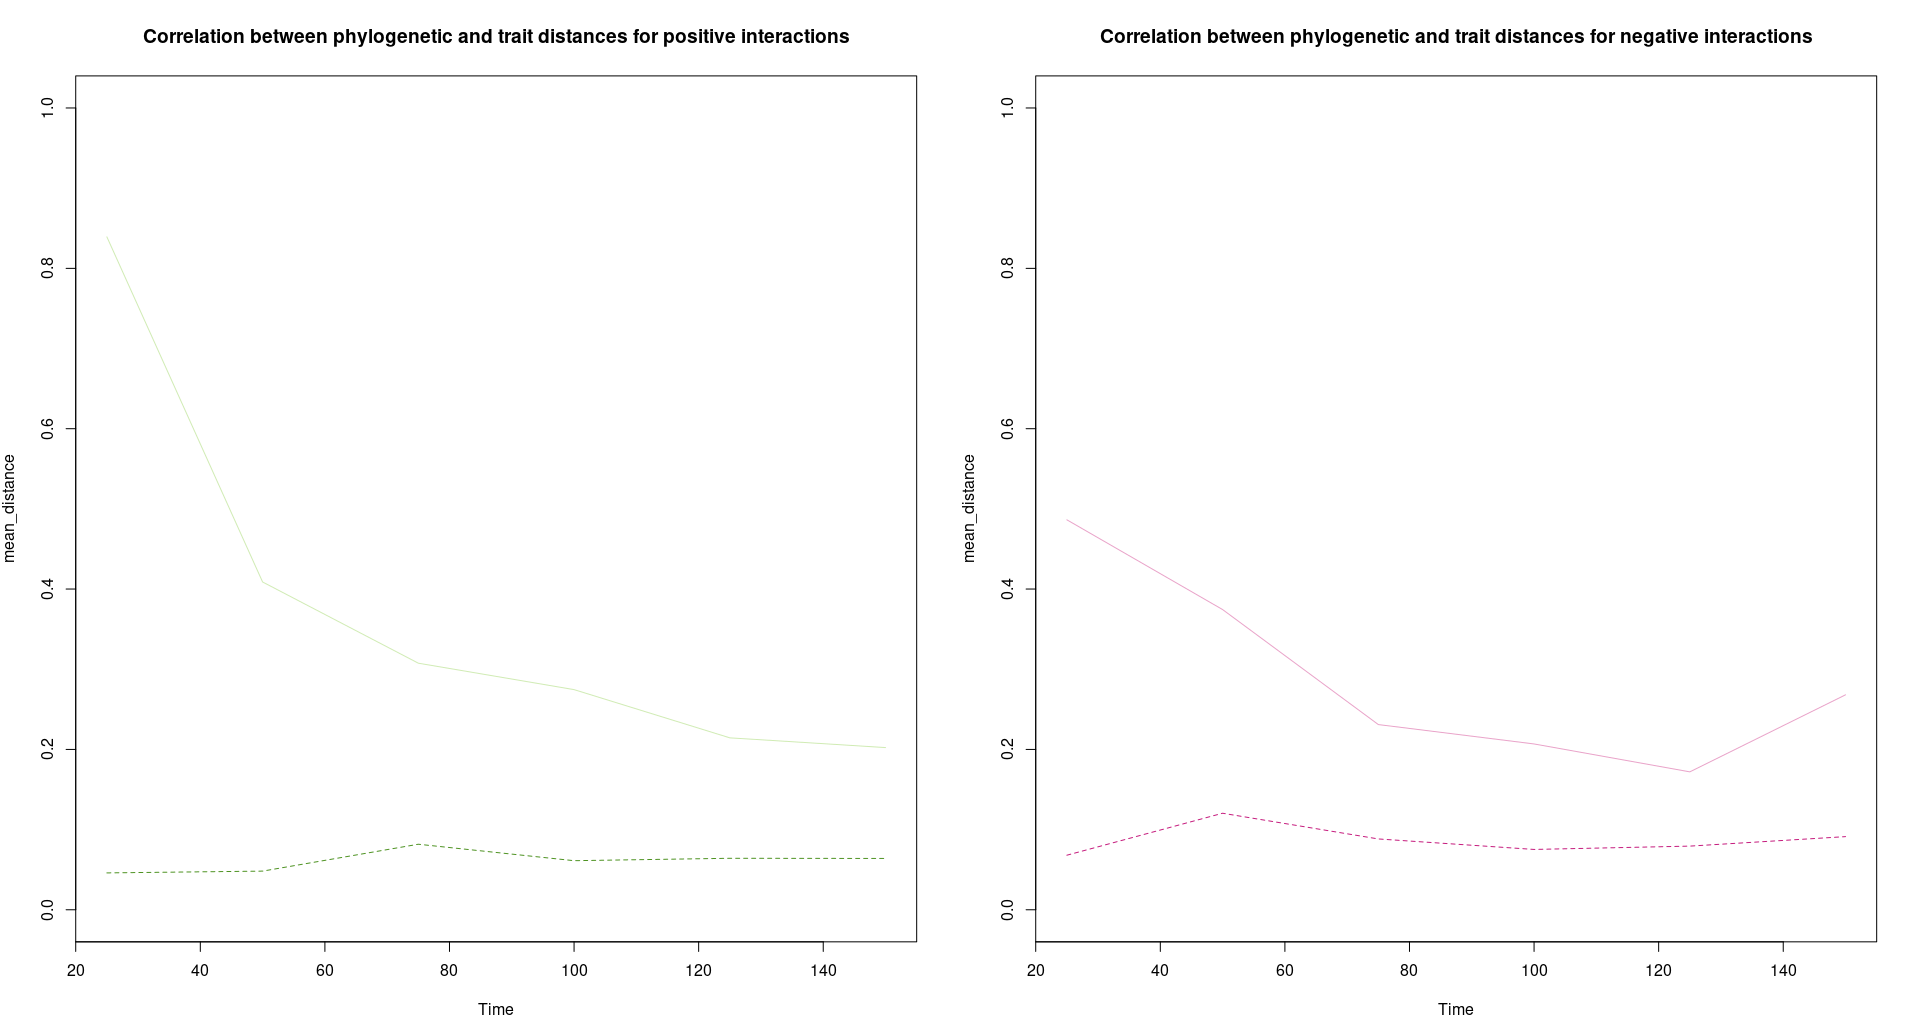 Correlation between phylogenetic and trait distances for positive interactions
mean_distance
1.0
0.8
0.6
0.4
0.2
0.0
20 40 60 80 100 120 140
Time
Correlation between phylogenetic and trait distances for negative interactions
mean_distance
1.0
0.8
0.6
0.4
0.2
0.0
20 40 60 80 100 120 140
Time